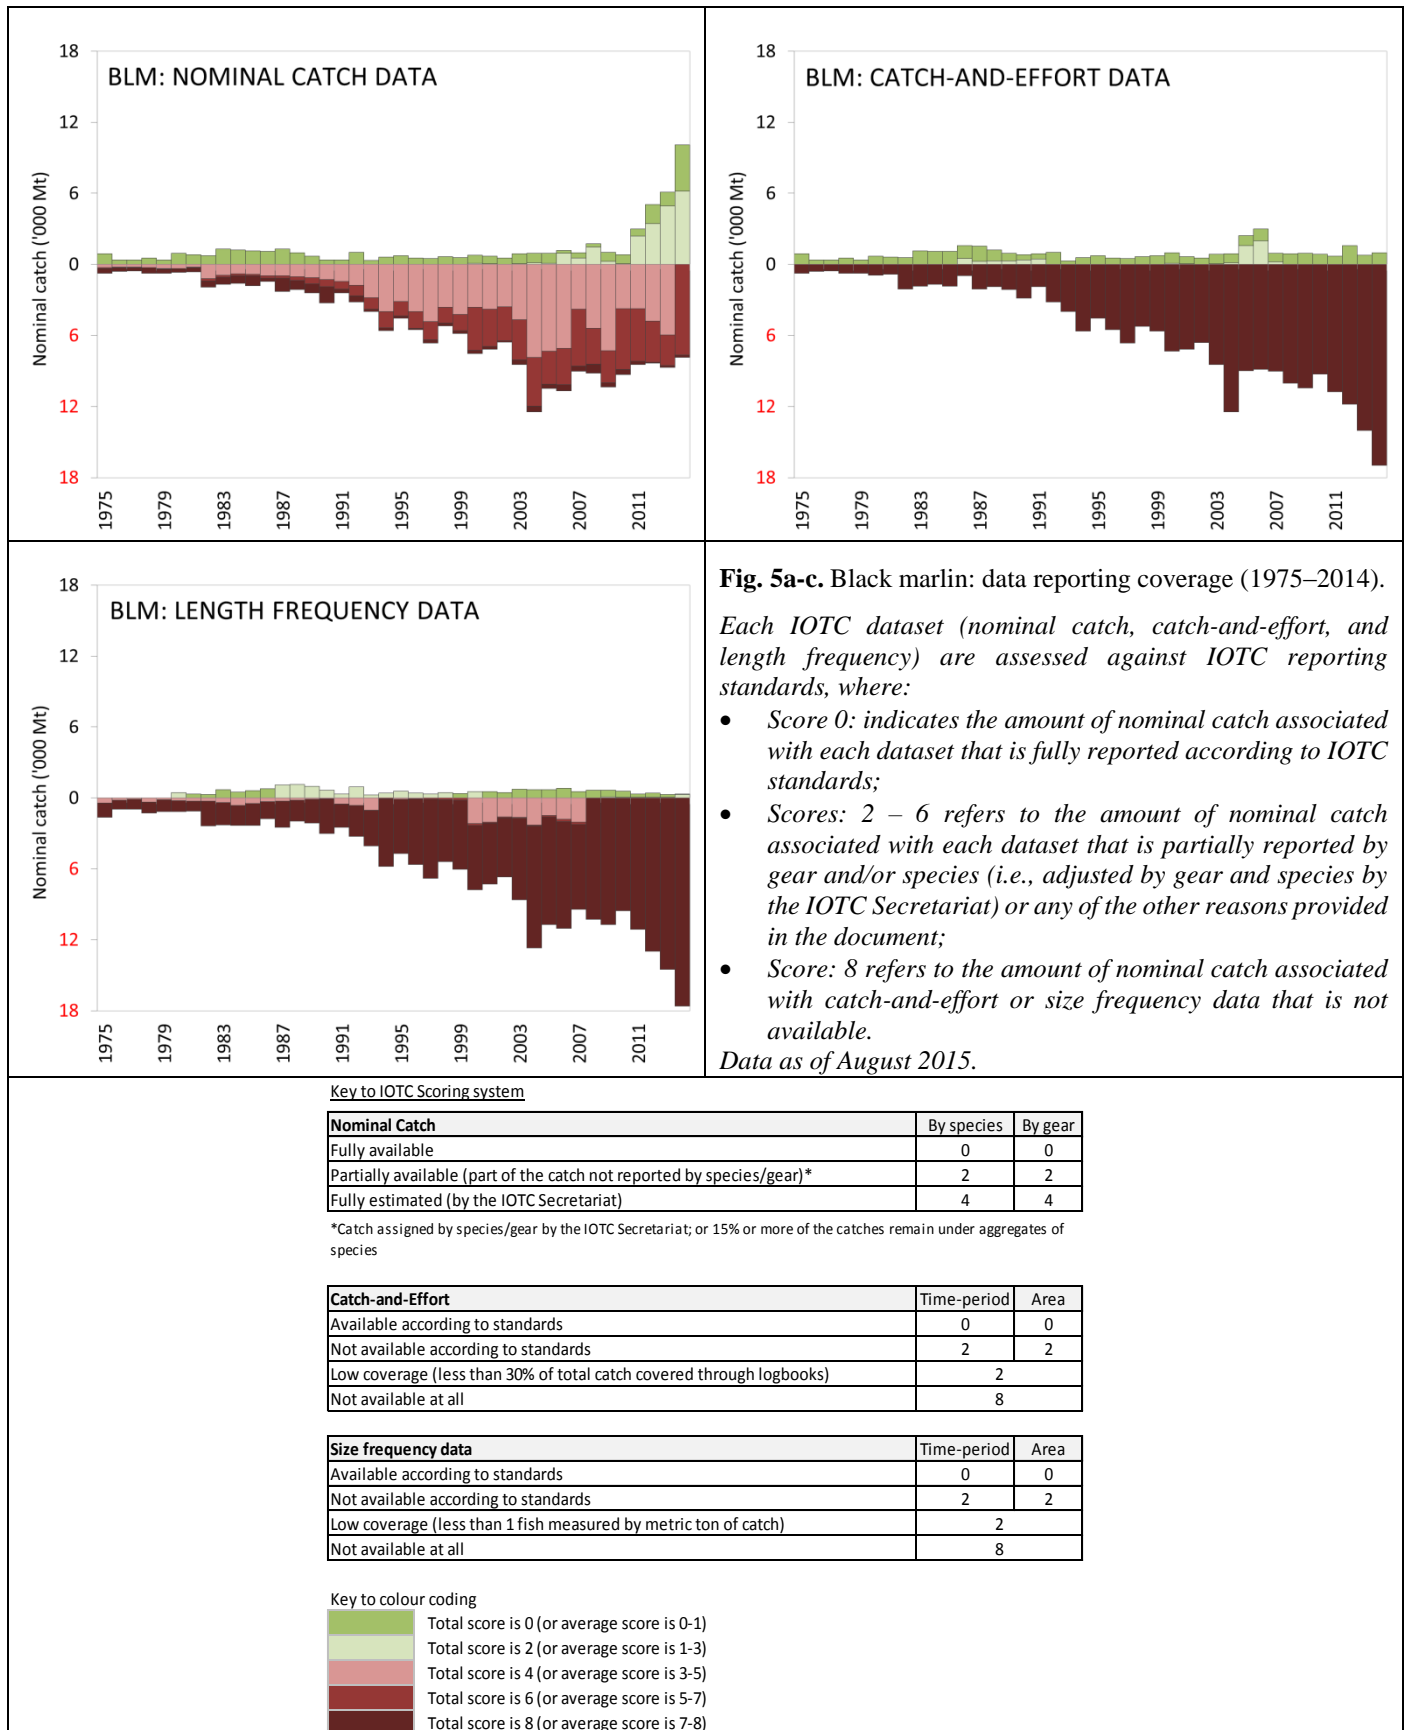 BLM: NOMINAL CATCH DATA
Nominal catch ('000 Mt)
18
12
6
0
6
12
18
1975
1979
1983
1987
1991
1995
1999
2003
2007
2011
BLM: CATCH-AND-EFFORT DATA
Nominal catch ('000 Mt)
18
12
6
0
6
12
18
1975
1979
1983
1987
1991
1995
1999
2003
2007
2011
BLM: LENGTH FREQUENCY DATA
Nominal catch ('000 Mt)
18
12
6
0
6
12
18
1975
1979
1983
1987
1991
1995
1999
2003
2007
2011
Fig. 5a-c. Black marlin: data reporting coverage (1975–2014).
Each IOTC dataset (nominal catch, catch-and-effort, and
length frequency) are assessed against IOTC reporting
standards, where:
• Score 0: indicates the amount of nominal catch associated
with each dataset that is fully reported according to IOTC
standards;
• Scores: 2 – 6 refers to the amount of nominal catch
associated with each dataset that is partially reported by
gear and/or species (i.e., adjusted by gear and species by
the IOTC Secretariat) or any of the other reasons provided
in the document;
• Score: 8 refers to the amount of nominal catch associated
with catch-and-effort or size frequency data that is not
available.
Data as of August 2015.
Key to IOTC Scoring system
Nominal Catch By species By gear
Fully available 0 0
Partially available (part of the catch not reported by species/gear)* 2 2
Fully estimated (by the IOTC Secretariat) 4 4
*Catch assigned by species/gear by the IOTC Secretariat; or 15% or more of the catches remain under aggregates of
species
Catch-and-Effort Time-period Area
Available according to standards 0 0
Not available according to standards 2 2
Low coverage (less than 30% of total catch covered through logbooks) 2
Not available at all 8
Size frequency data Time-period Area
Available according to standards 0 0
Not available according to standards 2 2
Low coverage (less than 1 fish measured by metric ton of catch) 2
Not available at all 8
Key to colour coding
Total score is 0 (or average score is 0-1)
Total score is 2 (or average score is 1-3)
Total score is 4 (or average score is 3-5)
Total score is 6 (or average score is 5-7)
Total score is 8 (or average score is 7-8)